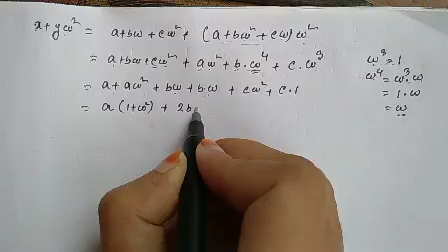 x+yω² = a+bω+cω² + (a+bω²+cω)ω²
= a+bω+cω²+aω²+b.ω⁴+c.ω³
= a+aω²+bω+b.ω+cω²+c.1
= a(1+ω²) + 2b
ω³=1
ω⁴=ω³.ω
=1.ω
=ω